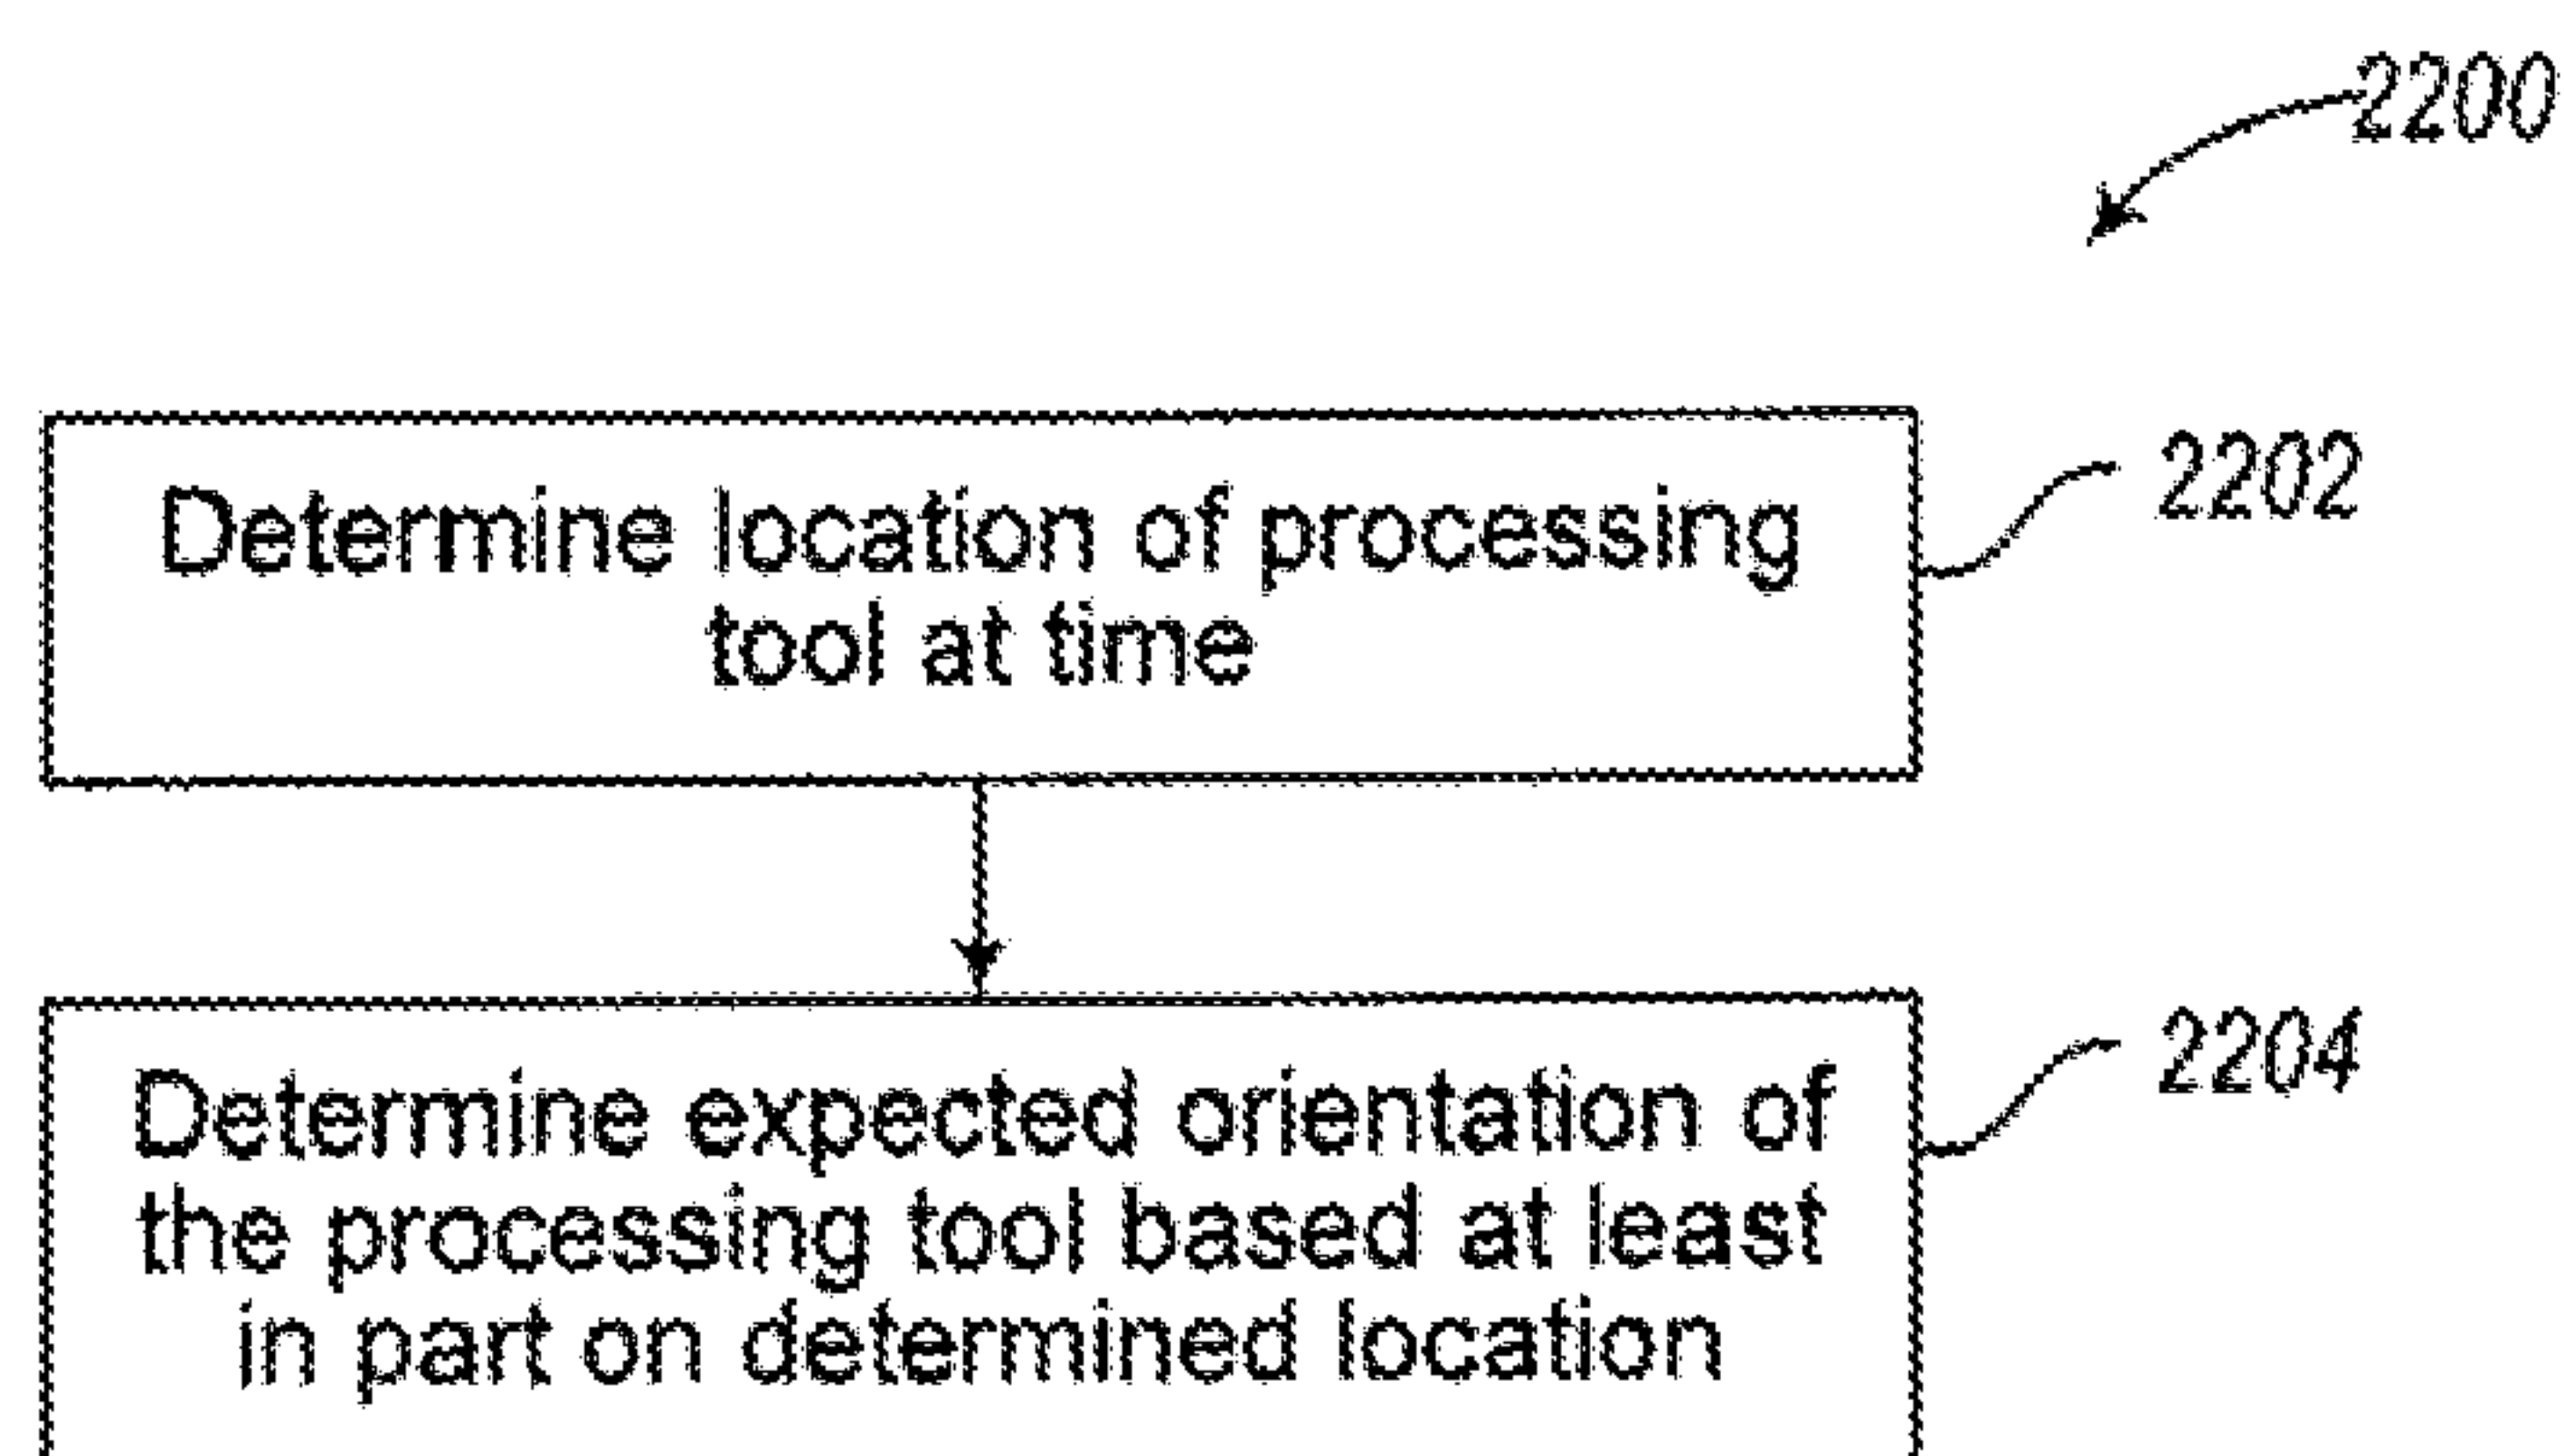 2200
Determine location of processing
tool at time
2202
Determine expected orientation of
the processing tool based at least
in part on determined location
2204